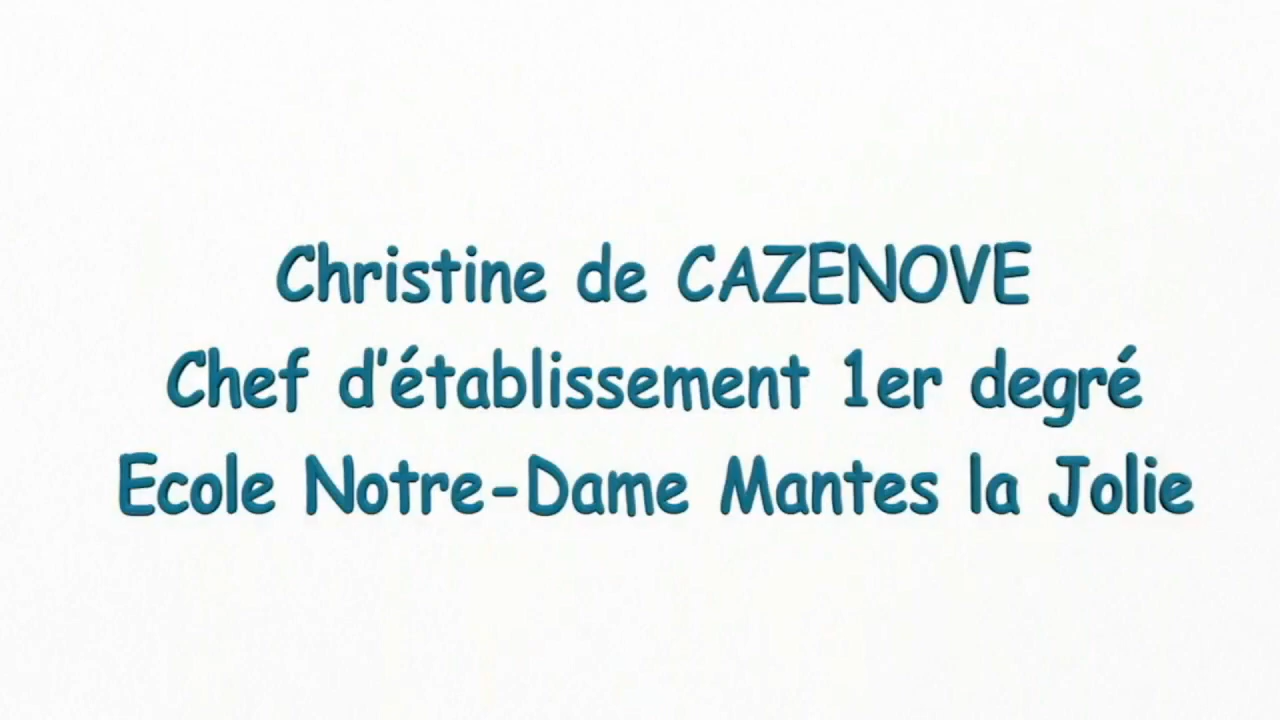 Christine de CAZENOVE
Chef d'établissement 1er degré
Ecole Notre-Dame Mantes la Jolie